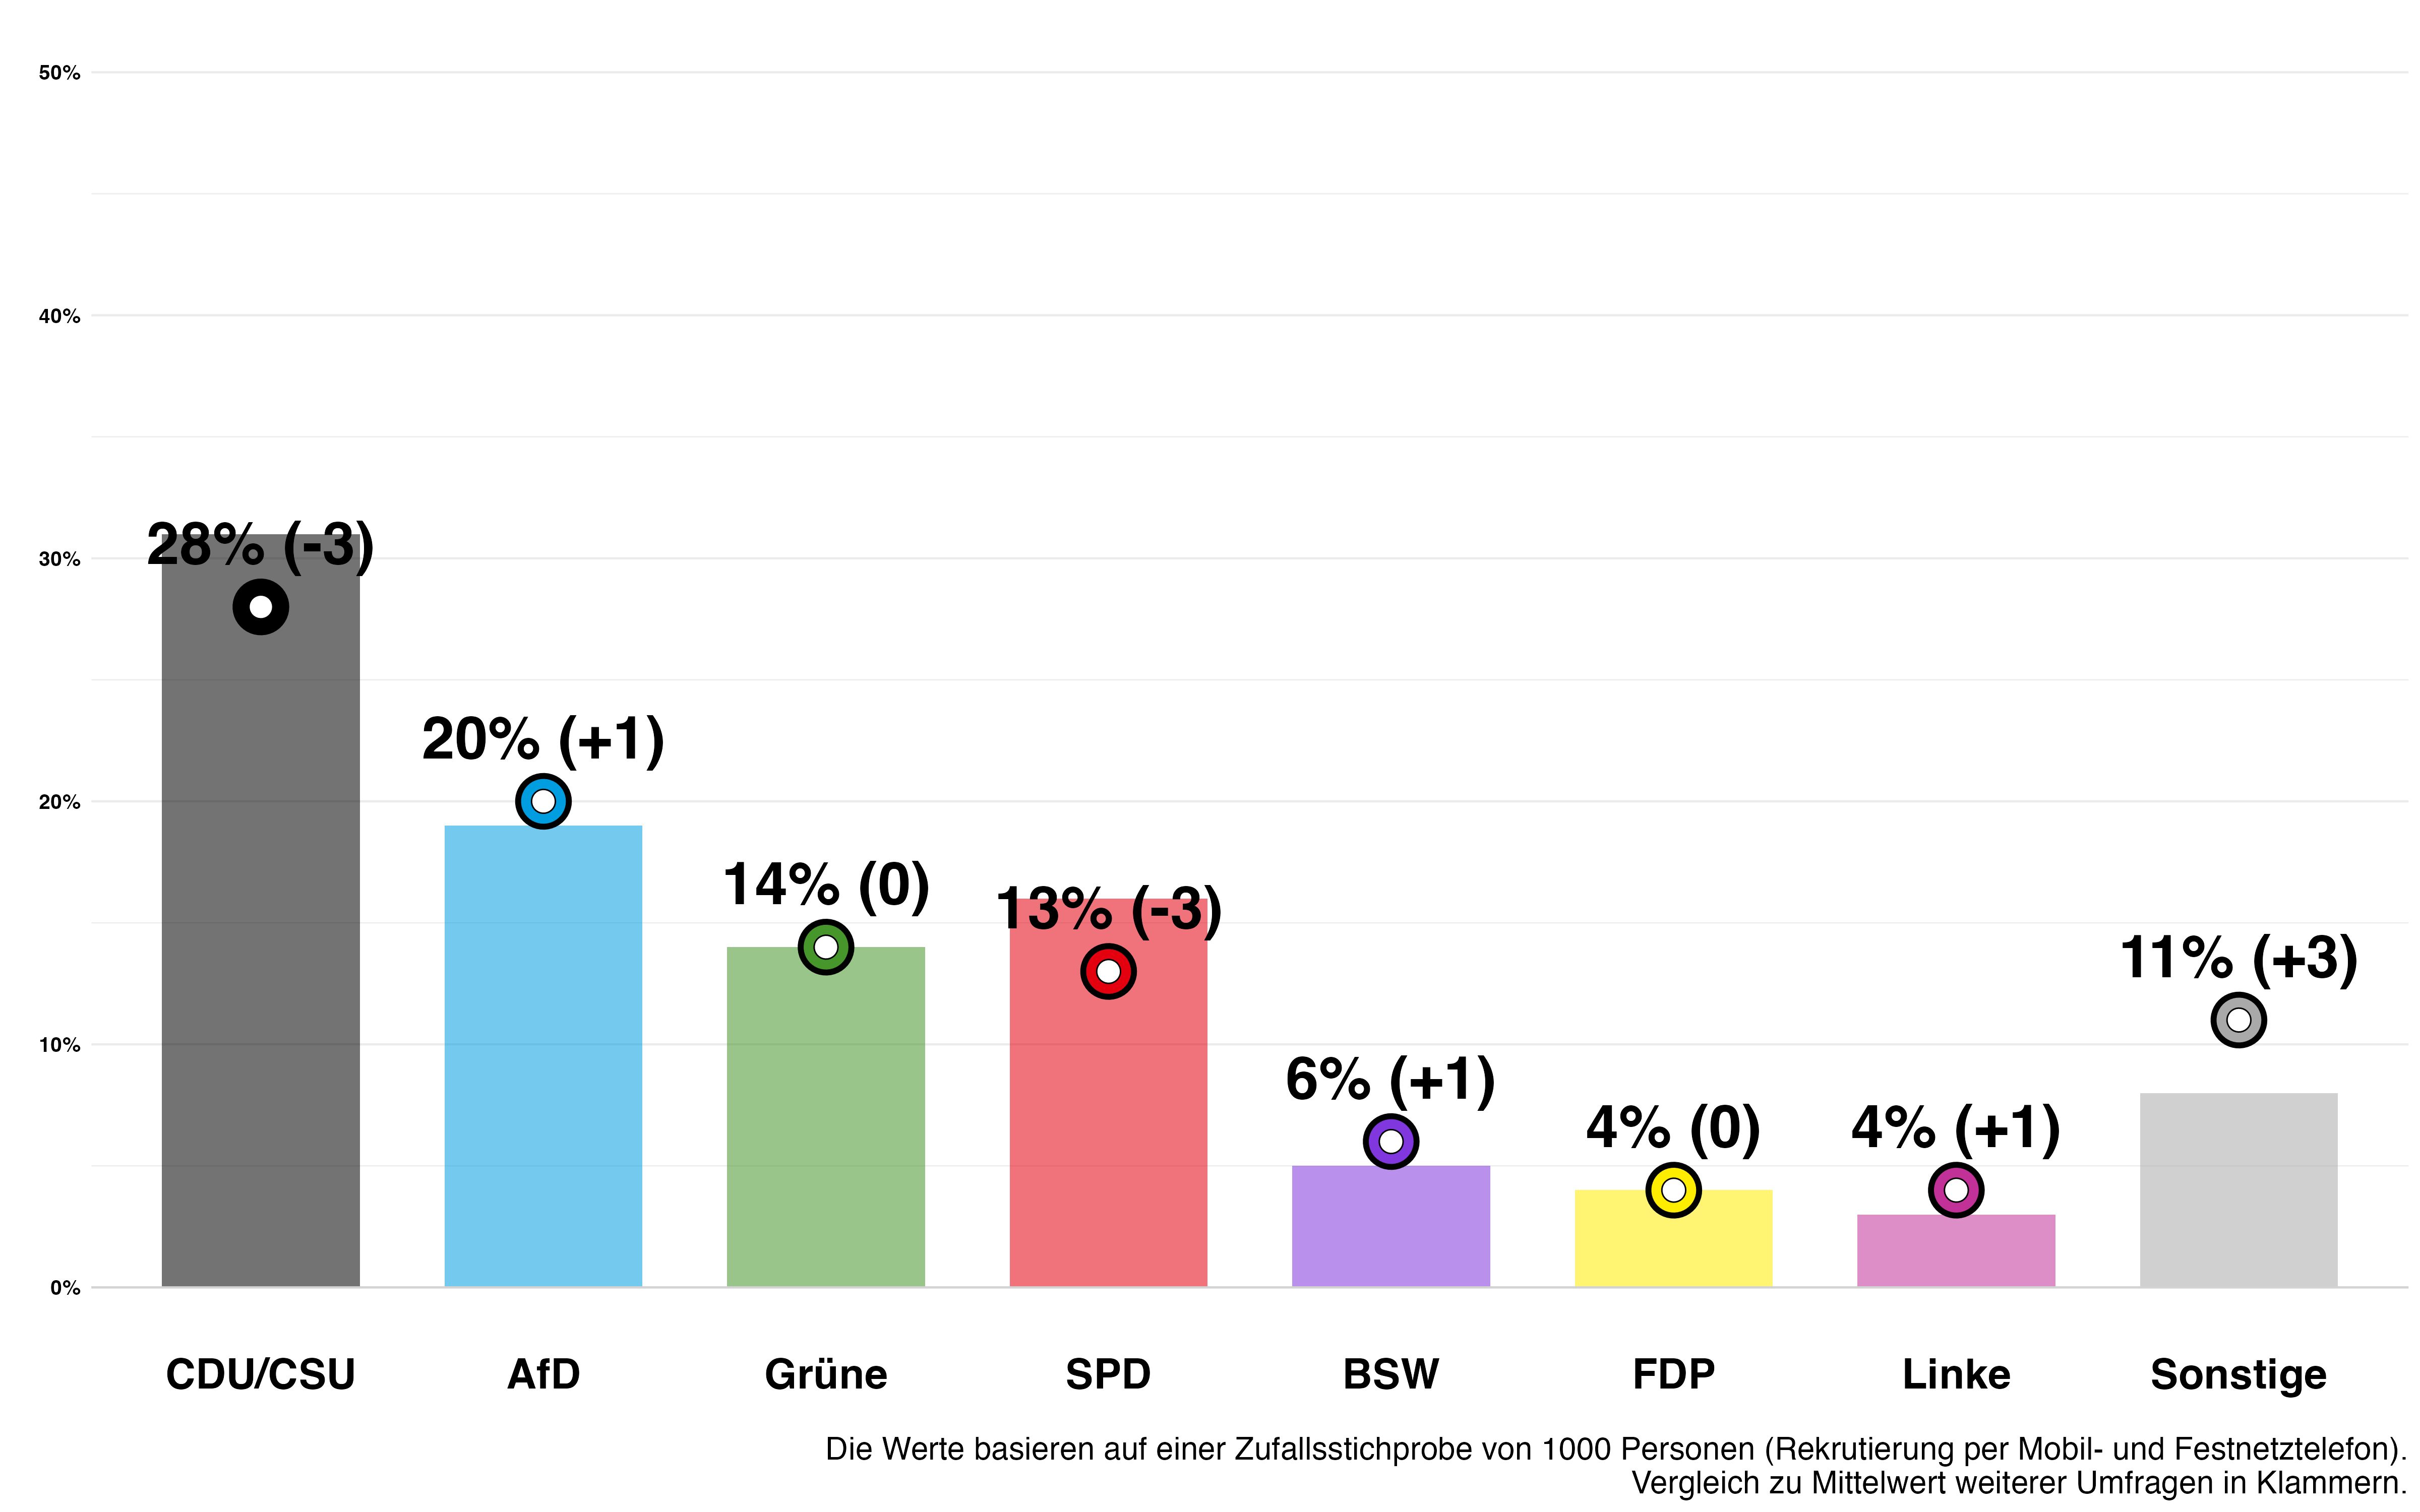 50%
40%
30%
20%
10%
0%
28% (-3)
20% (+1)
14% (0)
13% (-3)
6% (+1)
4% (0)
4% (+1)
11% (+3)
CDU/CSU
AfD
Grüne
SPD
BSW
FDP
Linke
Sonstige
Die Werte basieren auf einer Zufallsstichprobe von 1000 Personen (Rekrutierung per Mobil- und Festnetztelefon).
Vergleich zu Mittelwert weiterer Umfragen in Klammern.